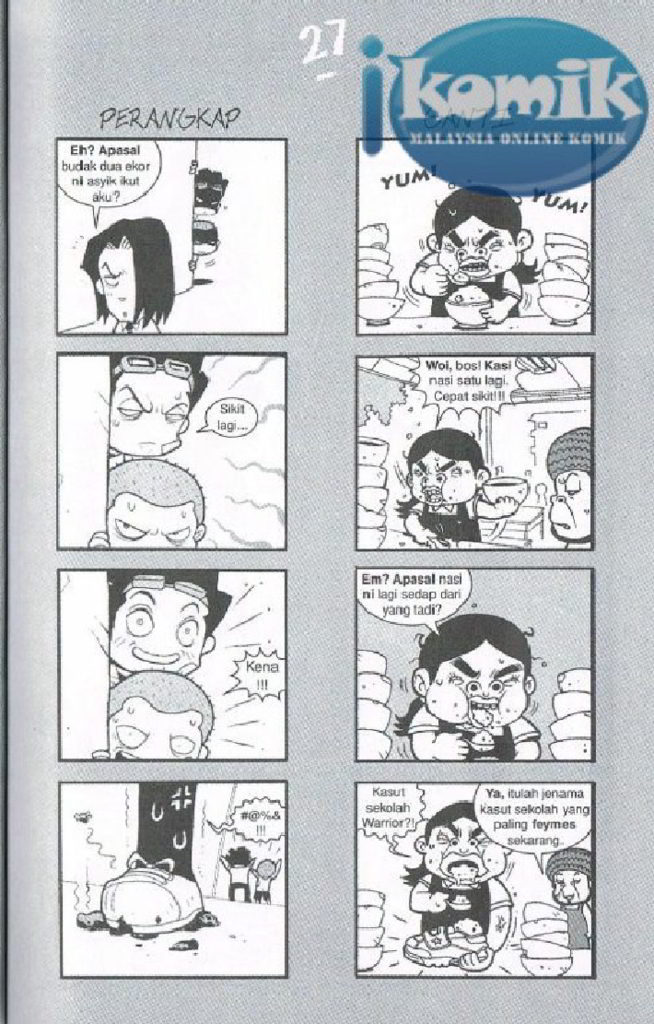 27
ikomik
MALAYSIA ONLINE KOMIK
PERANGKAP
Eh? Apasal
budak dua ekor
ni asyik ikut
aku?
Sikit
lagi....
Kena
!!!
#@%&
!!!
YUM!
YUM!
Woi, bos! Kasi
nasi satu lagi.
Cepat sikit!!!
Em? Apasal nasi
ni lagi sedap dari
yang tadi?
Kasut
sekolah
Warrior?!
Ya, itulah jenama
kasut sekolah yang
paling feymes
sekarang..